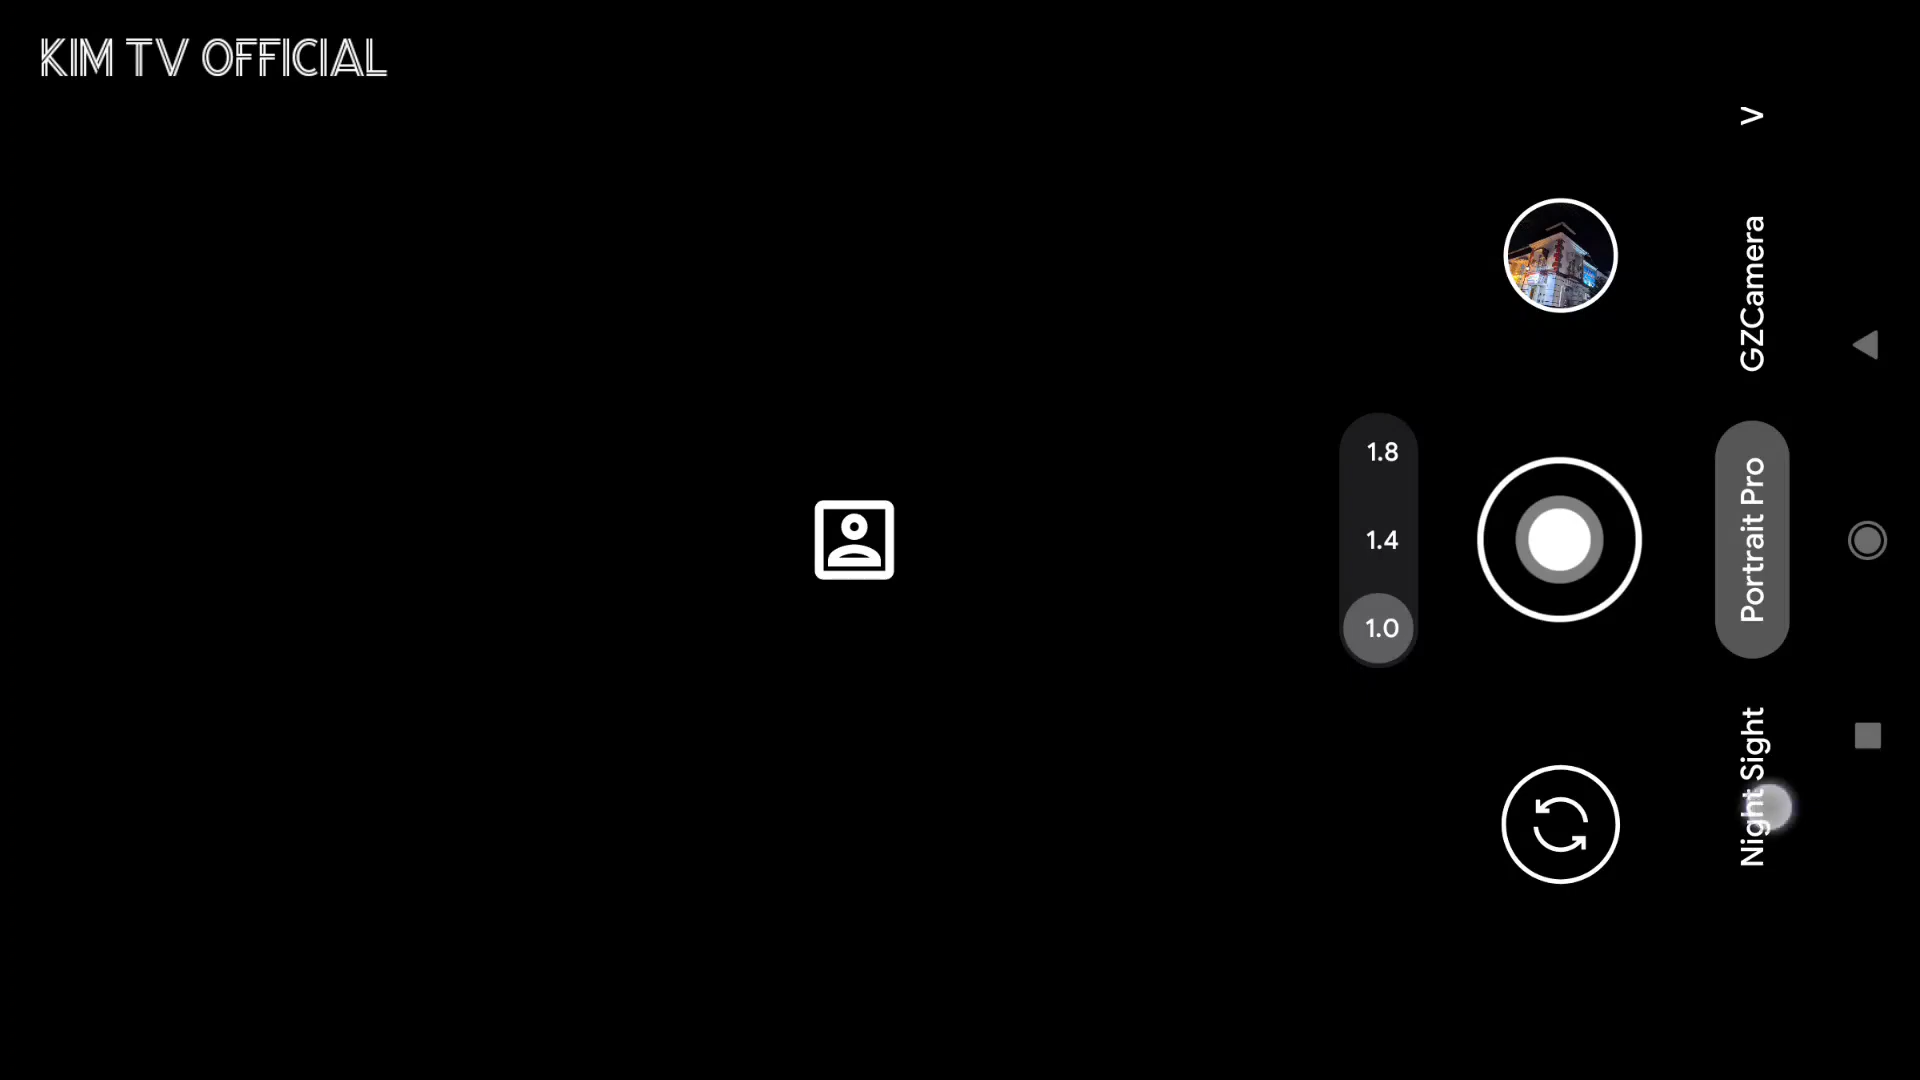 KIM TV OFFICIAL
V
GZCamera
1.8
1.4
1.0
Portrait Pro
Night Sight